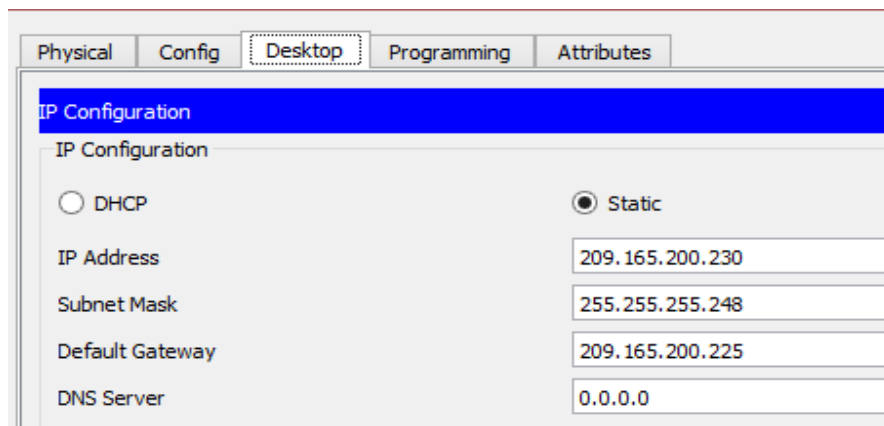 Physical Config Desktop Programming Attributes
IP Configuration
IP Configuration
DHCP Static
IP Address 209.165.200.230
Subnet Mask 255.255.255.248
Default Gateway 209.165.200.225
DNS Server 0.0.0.0